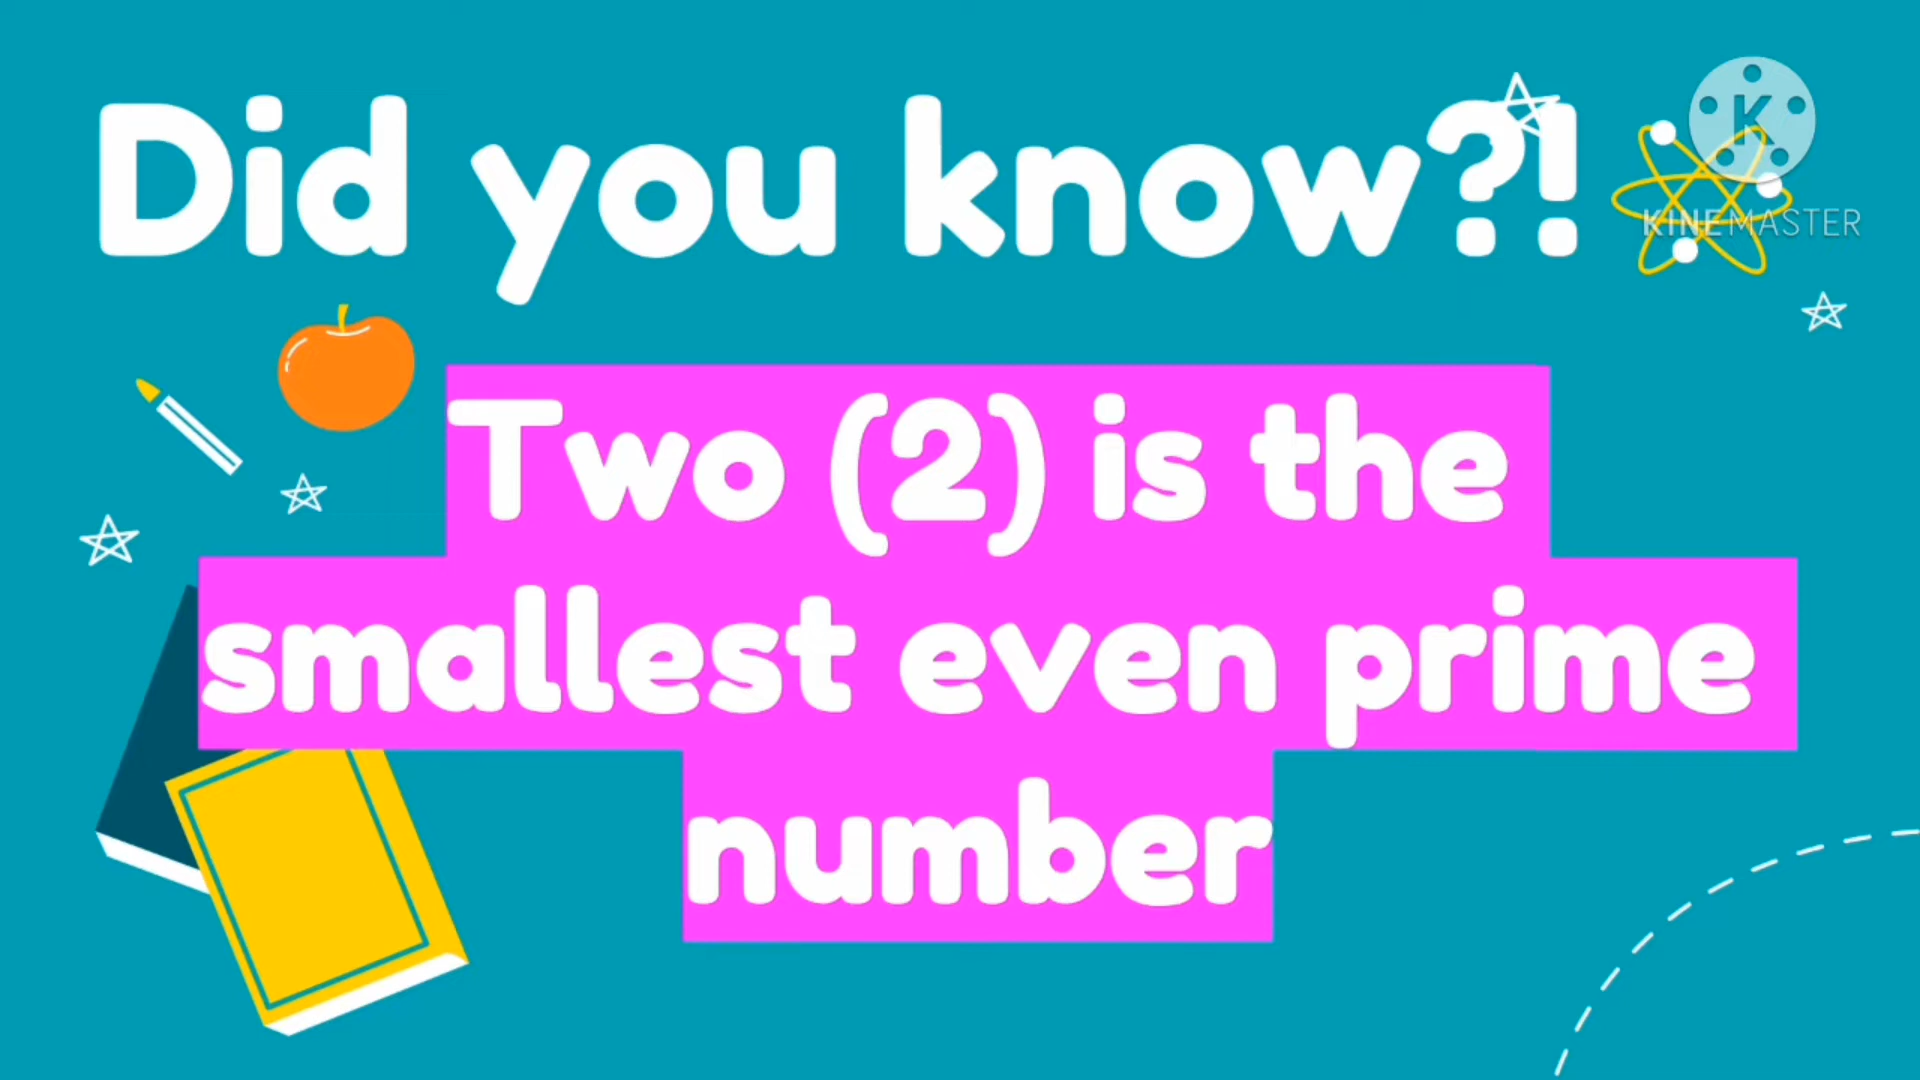 Did you know?!
K
KINEMASTER
Two (2) is the
smallest even prime
number